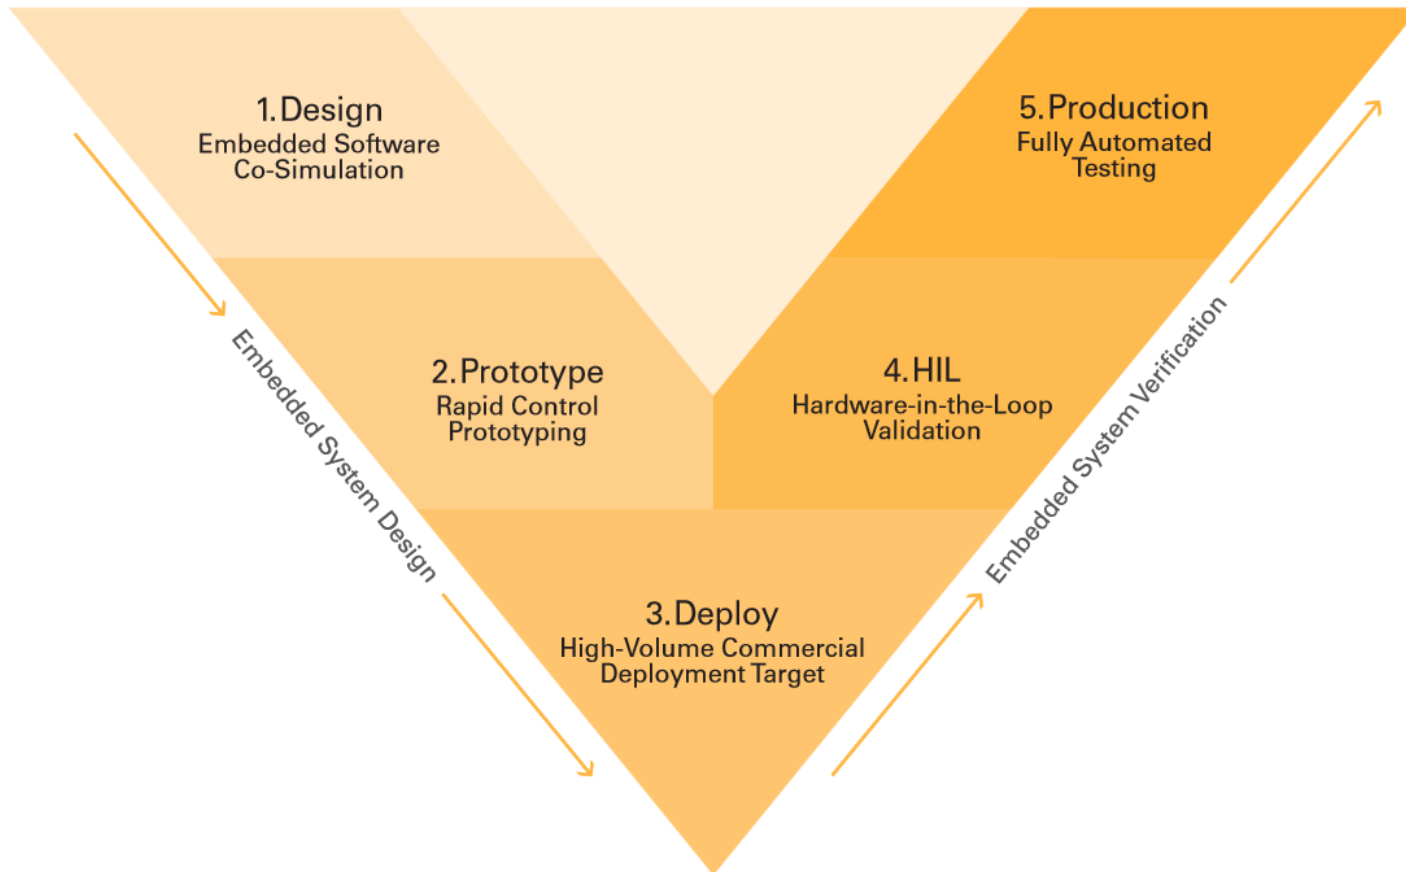 1.Design
Embedded Software
Co-Simulation
5.Production
Fully Automated
Testing
2.Prototype
Rapid Control
Prototyping
4.HIL
Hardware-in-the-Loop
Validation
3.Deploy
High-Volume Commercial
Deployment Target
Embedded System Design
Embedded System Verification